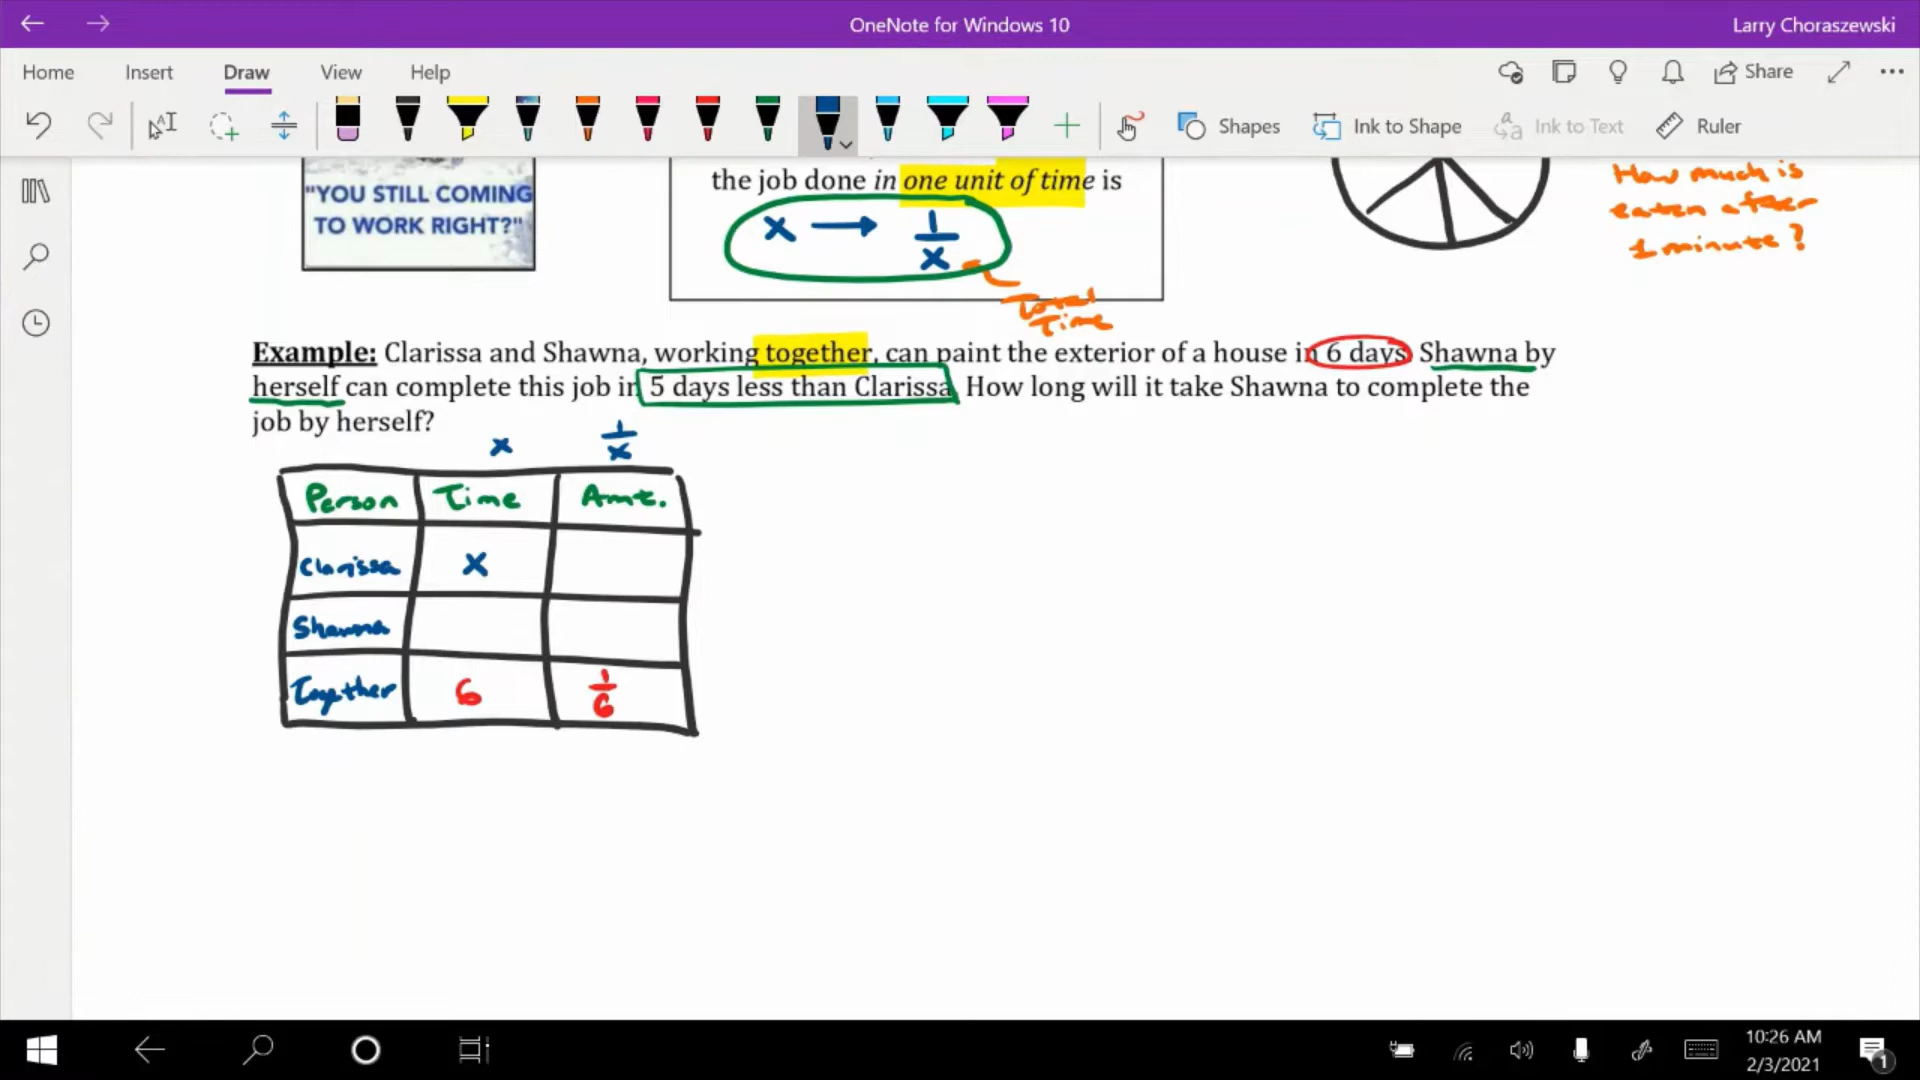 OneNote for Windows 10
Larry Choraszewski
Home Insert Draw View Help
Share
Shapes Ink to Shape Ink to Text Ruler
"YOU STILL COMING
TO WORK RIGHT?"
the job done in one unit of time is
x → 1/x
Total
Time
How much is
eaten after
1 minute?
Example: Clarissa and Shawna, working together, can paint the exterior of a house in 6 days. Shawna by
herself can complete this job in 5 days less than Clarissa. How long will it take Shawna to complete the
job by herself?
x 1/x
Person Time Amt.
Clarissa x
Shawna
Together 6 1/6
10:26 AM
2/3/2021
1